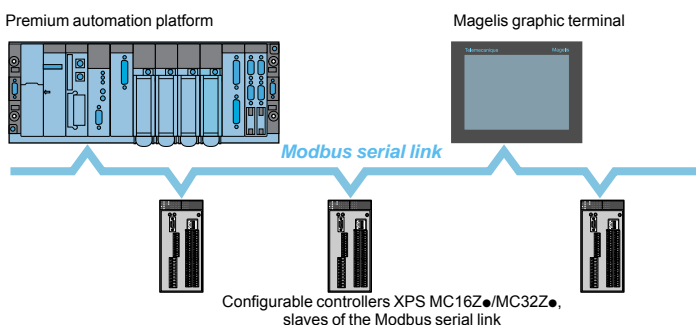 Premium automation platform
Magelis graphic terminal
Telemecanique
Magelis
Modbus serial link
Configurable controllers XPS MC16Z●/MC32Z●,
slaves of the Modbus serial link